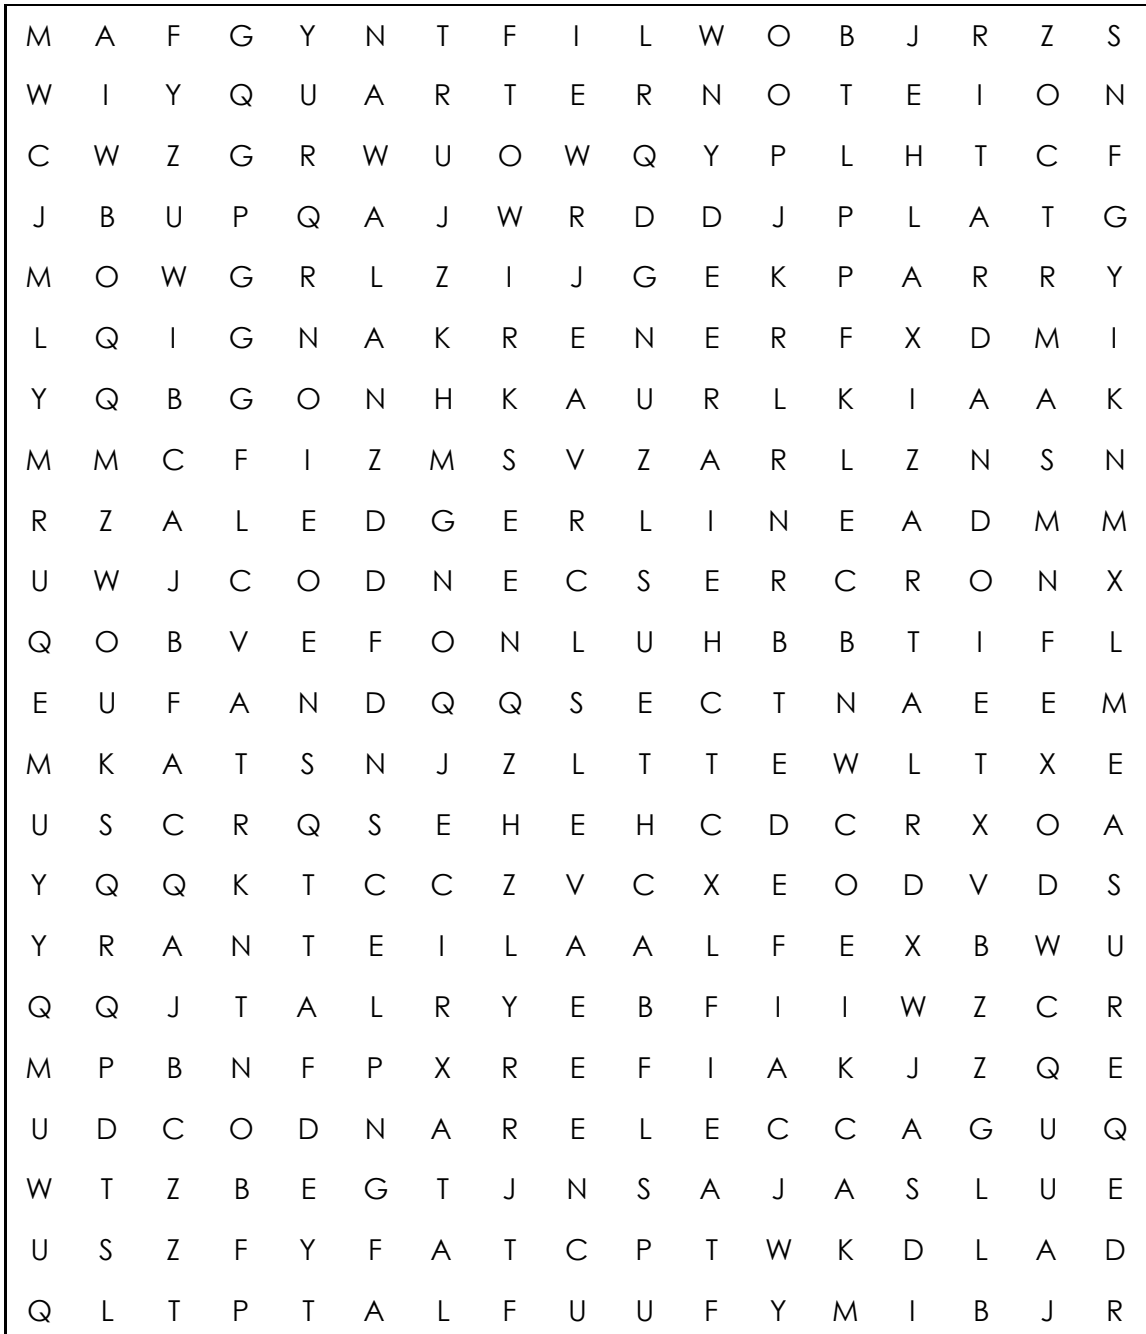 M A F G Y N T F I L W O B J R Z S
W I Y Q U A R T E R N O T E I O N
C W Z G R W U O W Q Y P L H T C F
J B U P Q A J W R D D J P L A T G
M O W G R L Z I J G E K P A R R Y
L Q I G N A K R E N E R F X D M I
Y Q B G O N H K A U R L K I A A K
M M C F I Z M S V Z A R L Z N S N
R Z A L E D G E R L I N E A D M M
U W J C O D N E C S E R C R O N X
Q O B V E F O N L U H B B T I F L
E U F A N D Q Q S E C T N A E E M
M K A T S N J Z L T T E W L T X E
U S C R Q S E H E H C D C R X O A
Y Q Q K T C C Z V C X E O D V D S
Y R A N T E I L A A L F E X B W U
Q Q J T A L R Y E B F I I W Z C R
M P B N F P X R E F I A K J Z Q E
U D C O D N A R E L E C C A G U Q
W T Z B E G T J N S A J A S L U E
U S Z F Y F A T C P T W K D L A D
Q L T P T A L F U U F Y M I B J R